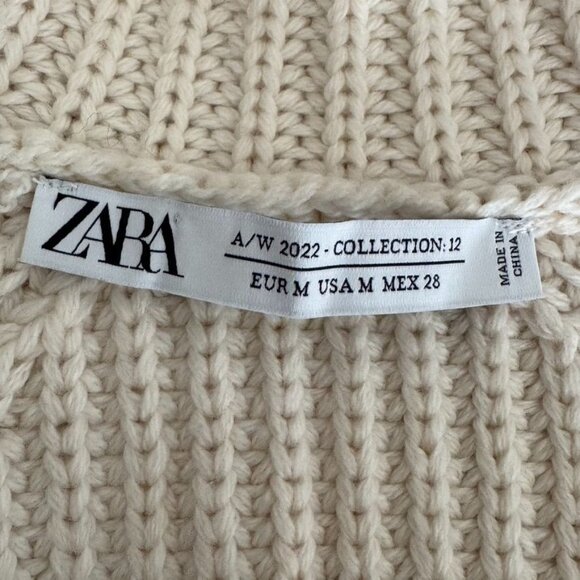 ZARA
A/W 2022 - COLLECTION: 12
EUR M USA M MEX 28
MADE IN
CHINA